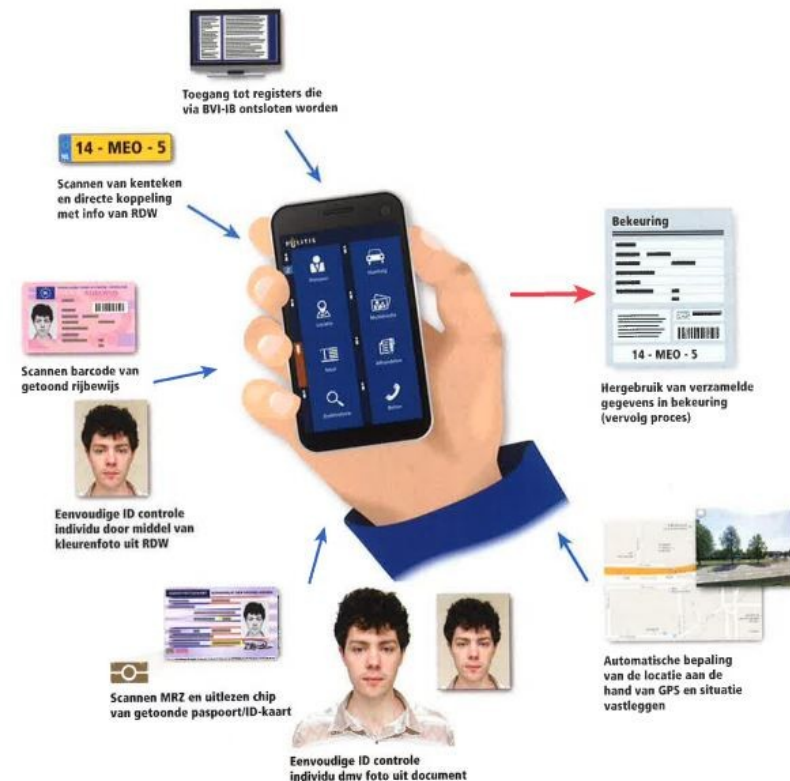 Toegang tot registers die
via BVI-IB ontsloten worden
NL
14 - MEO - 5
Scannen van kenteken
en directe koppeling
met info van RDW
POLITIE
Personen
Voertuig
Locatie
Multimedia
Tekst
Afhandelen
Bellen
Bekeuring
14 - MEO - 5
Scannen barcode van
getoond rijbewijs
Hergebruik van verzamelde
gegevens in bekeuring
(vervolg proces)
Eenvoudige ID controle
individu door middel van
kleurenfoto uit RDW
Scannen MRZ en uitlezen chip
van getoonde paspoort/ID-kaart
Automatische bepaling
van de locatie aan de
hand van GPS en situatie
vastleggen
Eenvoudige ID controle
individu dmv foto uit document